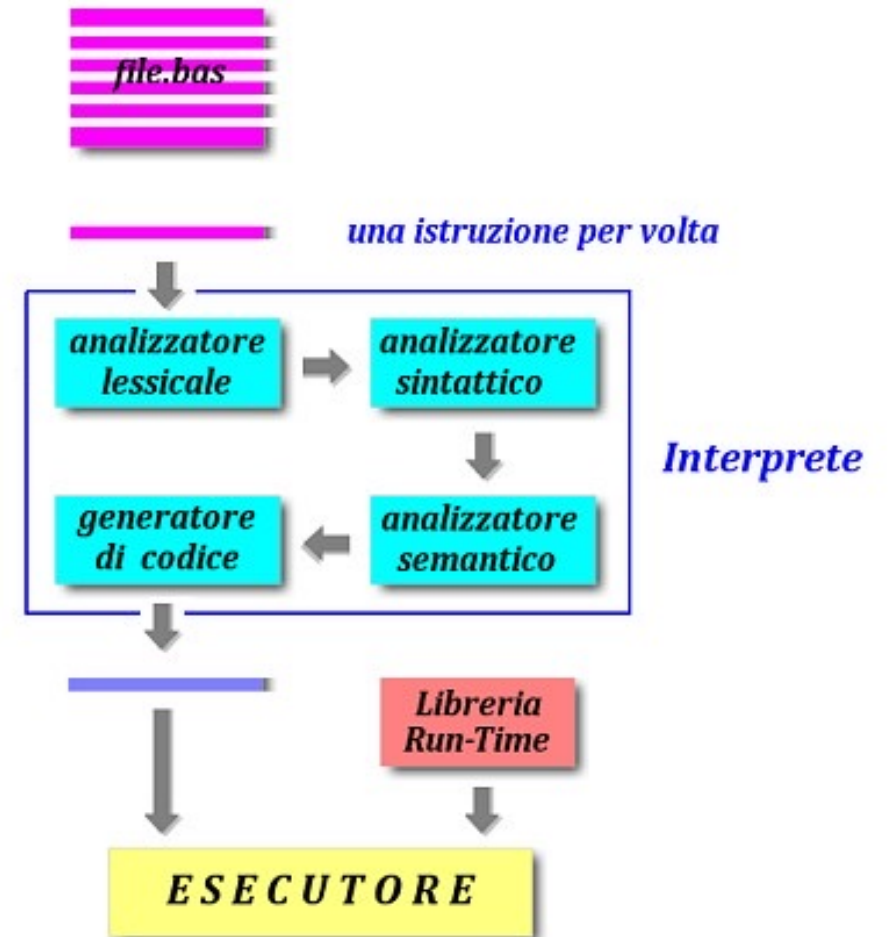 file.bas
una istruzione per volta
analizzatore
lessicale
analizzatore
sintattico
Interprete
generatore
di codice
analizzatore
semantico
Libreria
Run-Time
ESECUTORE